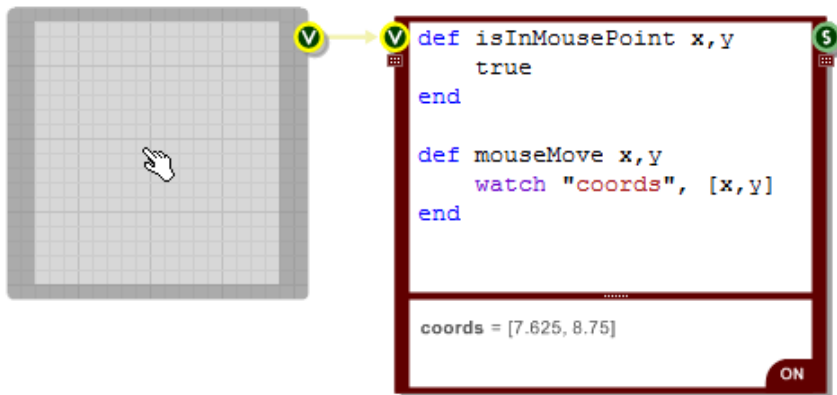 V
V
S
def isInMousePoint x,y
    true
end
def mouseMove x,y
    watch "coords", [x,y]
end
coords = [7.625, 8.75]
ON